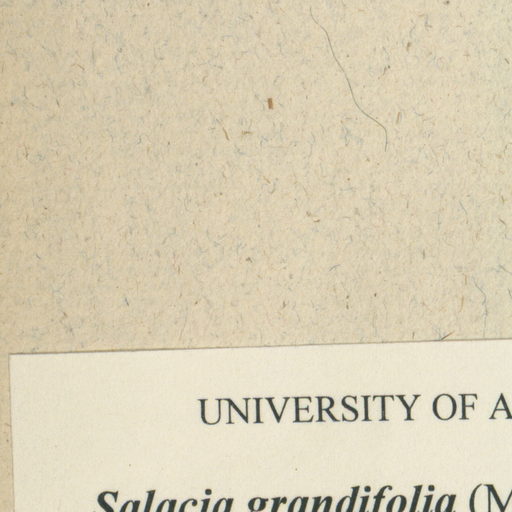 UNIVERSITY OF A
Salacia grandifolia (M